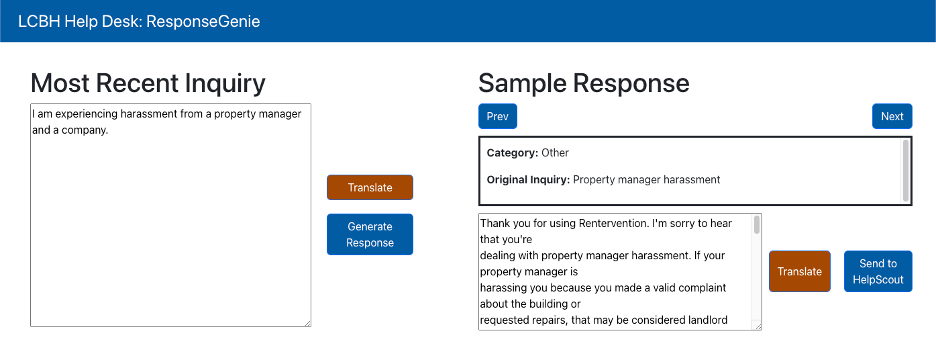 LCBH Help Desk: ResponseGenie
Most Recent Inquiry
I am experiencing harassment from a property manager
and a company.
Translate
Generate
Response
Sample Response
Prev
Next
Category: Other
Original Inquiry: Property manager harassment
Thank you for using Rentervention. I'm sorry to hear
that you're
dealing with property manager harassment. If your
property manager is
harassing you because you made a valid complaint
about the building or
requested repairs, that may be considered landlord
Translate
Send to
HelpScout